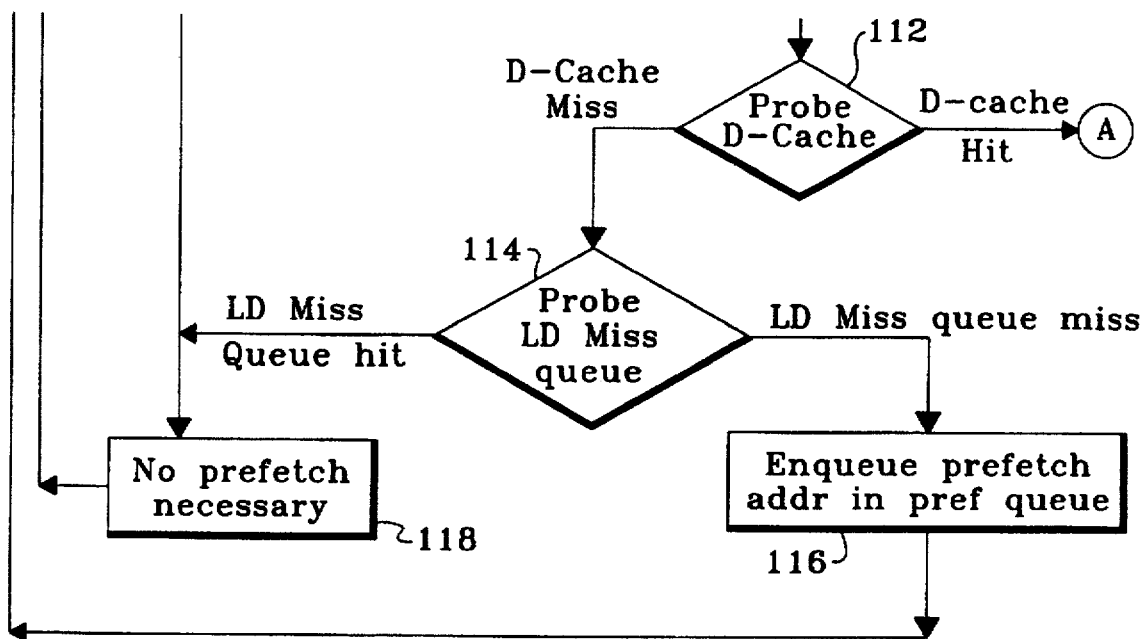 112
D-Cache
Miss
Probe
D-Cache
D-cache
Hit
A
114
Probe
LD Miss
queue
LD Miss
Queue hit
LD Miss queue miss
No prefetch
necessary
118
Enqueue prefetch
addr in pref queue
116